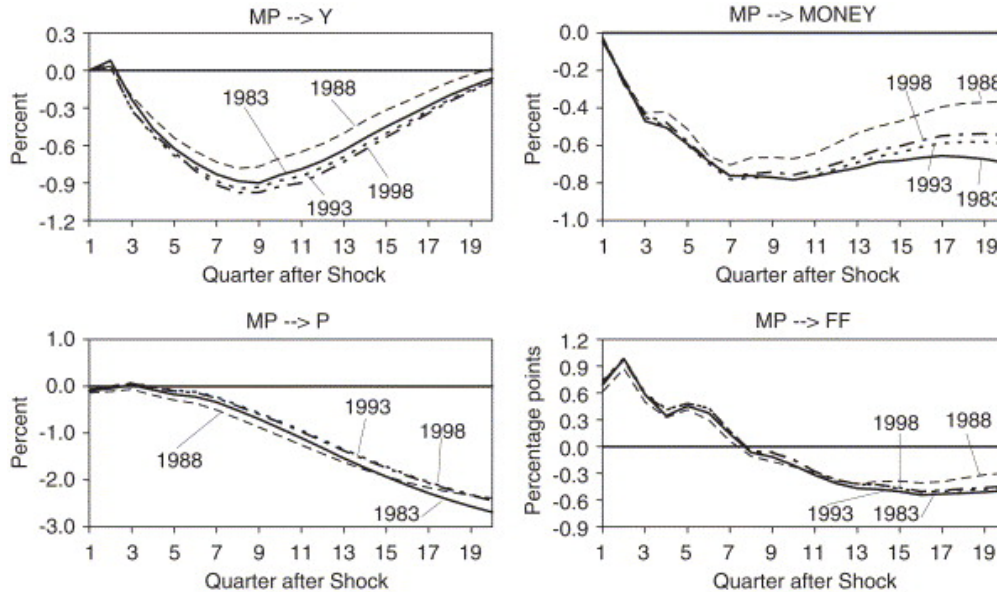 MP --> Y
Percent
0.3
0.0
-0.3
-0.6
-0.9
-1.2
1983
1988
1993
1998
1 3 5 7 9 11 13 15 17 19
Quarter after Shock
MP --> MONEY
Percent
0.0
-0.2
-0.4
-0.6
-0.8
-1.0
1998
1988
1993
1983
1 3 5 7 9 11 13 15 17 19
Quarter after Shock
MP --> P
Percent
1.0
0.0
-1.0
-2.0
-3.0
1988
1993
1998
1983
1 3 5 7 9 11 13 15 17 19
Quarter after Shock
MP --> FF
Percentage points
1.2
0.9
0.6
0.3
0.0
-0.3
-0.6
-0.9
1998
1988
1993
1983
1 3 5 7 9 11 13 15 17 19
Quarter after Shock